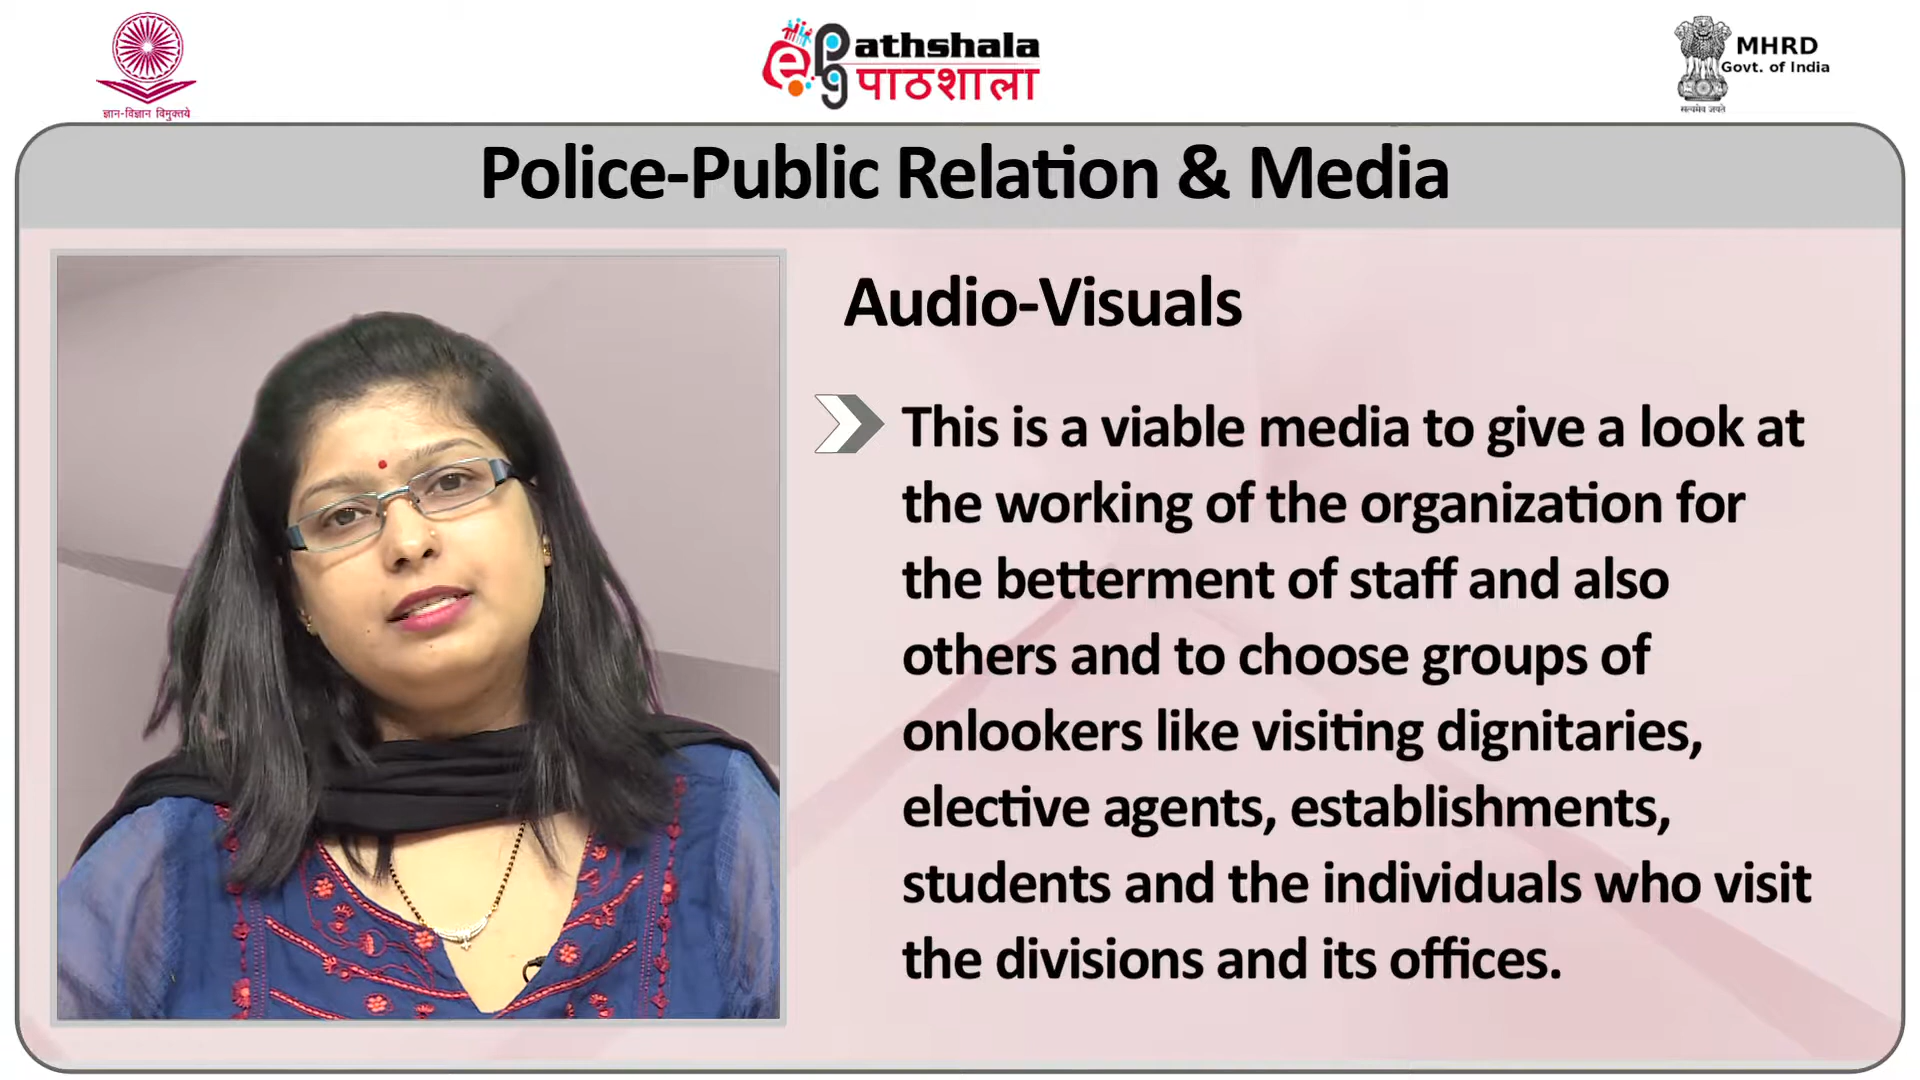 ज्ञान-विज्ञान विमुक्तये
ePGathshala
पाठशाला
MHRD
Govt. of India
सत्यमेव जयते
Police-Public Relation & Media
Audio-Visuals
This is a viable media to give a look at
the working of the organization for
the betterment of staff and also
others and to choose groups of
onlookers like visiting dignitaries,
elective agents, establishments,
students and the individuals who visit
the divisions and its offices.